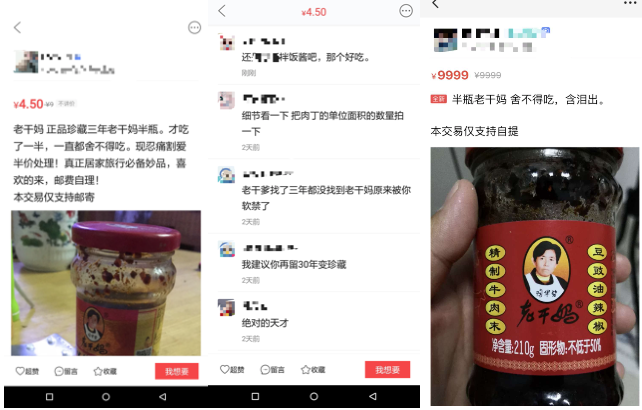 ¥4.50 ¥9 不讲价
老干妈 正品珍藏三年老干妈半瓶。才吃
了一半，一直都舍不得吃。现忍痛割爱
半价处理！真正居家旅行必备妙品，喜
欢的来，邮费自理！
本交易仅支持邮寄
老干妈
超赞
留言
收藏
我想要
¥4.50
拌饭酱吧，那个好吃。
刚刚
细节看一下 把肉丁的单位面积的数量拍
一下
2天前
老干爹找了三年都没找到老干妈原来被你
软禁了
2天前
我建议你再留30年变珍藏
2天前
绝对的天才
2天前
超赞
留言
收藏
我想要
¥9999 ¥9999
全新 半瓶老干妈 舍不得吃，含泪出。
本交易仅支持自提
精制牛肉末
豆豉油辣椒
老干妈
®
净含量:210g 固形物:不低于50%